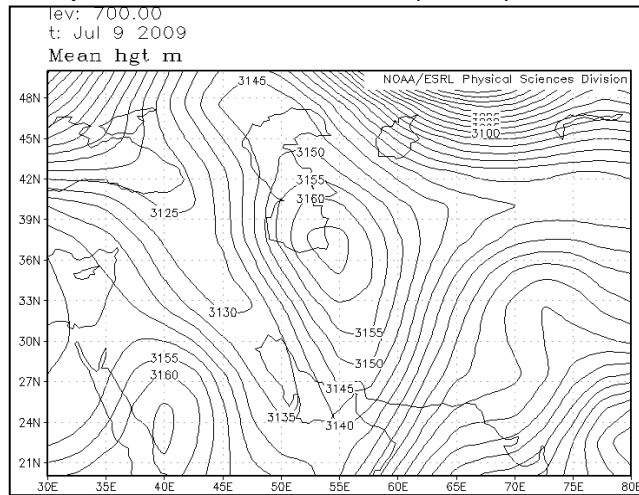 lev: 700.00
t: Jul 9 2009
Mean hgt m
NOAA/ESRL Physical Sciences Division
48N
45N
42N
39N
36N
33N
30N
27N
24N
21N
3145
3100
3150
3155
3160
3125
3130
3155
3150
3155
3160
3145
3135
3140
30E 35E 40E 45E 50E 55E 60E 65E 70E 75E 80E